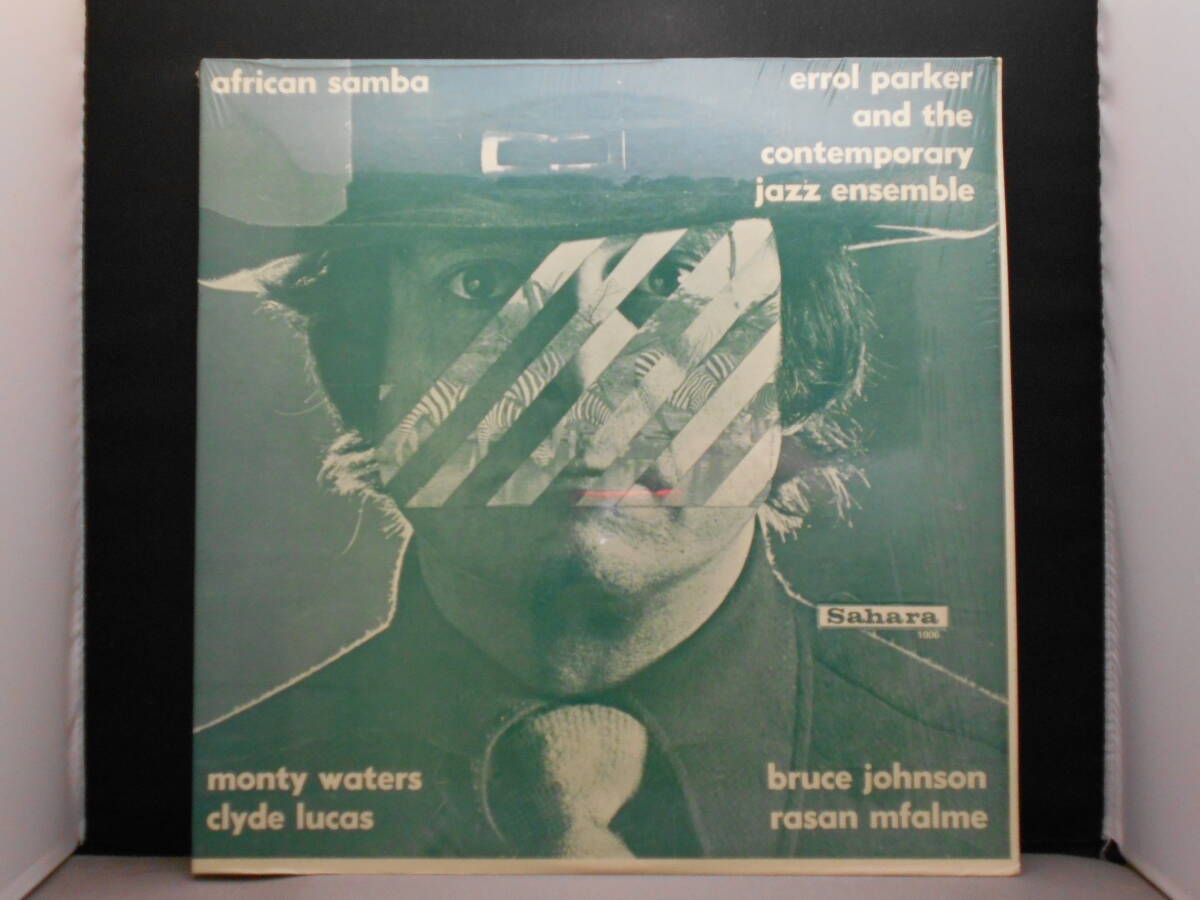 african samba
errol parker
and the
contemporary
jazz ensemble
Sahara
1006
monty waters
clyde lucas
bruce johnson
rasan mfalme